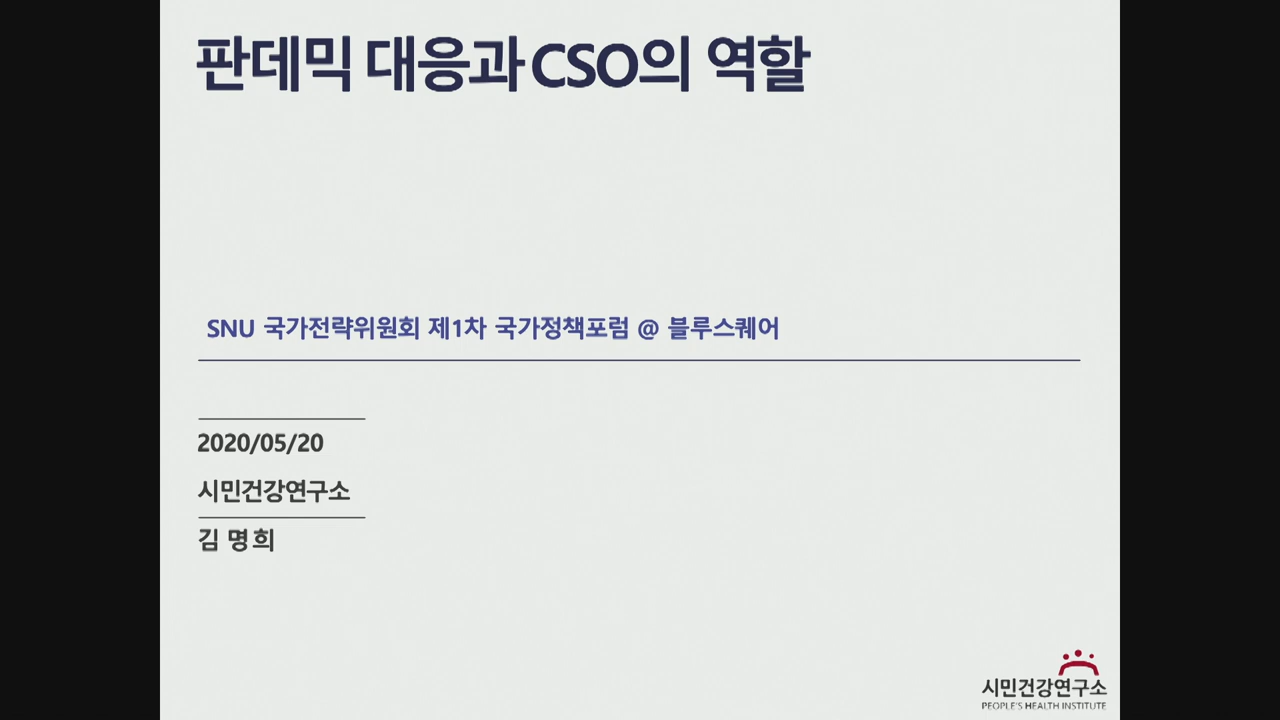 판데믹 대응과 CSO의 역할
SNU 국가전략위원회 제1차 국가정책포럼 @ 블루스퀘어
2020/05/20
시민건강연구소
김 명 희
시민건강연구소
PEOPLE'S HEALTH INSTITUTE